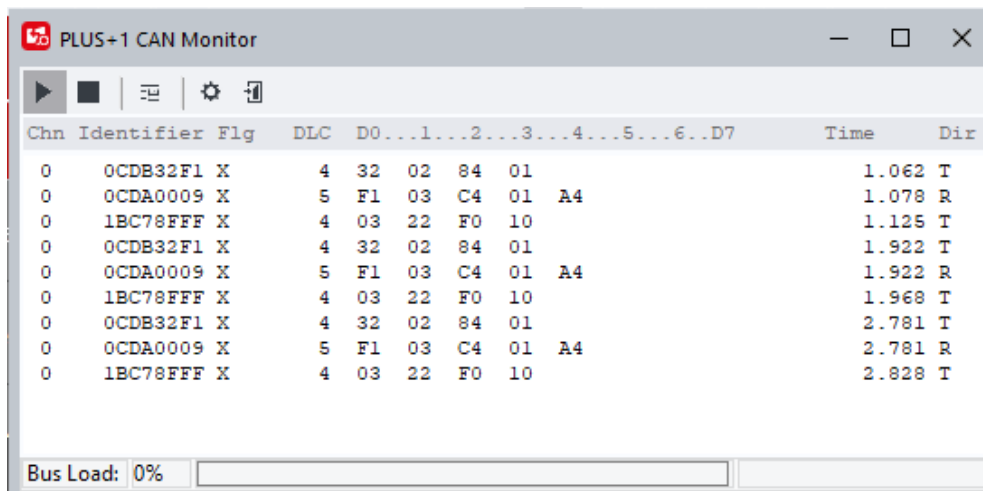 PLUS+1 CAN Monitor
Chn Identifier Flg DLC D0...1...2...3...4...5...6..D7 Time Dir
0 0CDB32F1 X 4 32 02 84 01 1.062 T
0 0CDA0009 X 5 F1 03 C4 01 A4 1.078 R
0 1BC78FFF X 4 03 22 F0 10 1.125 T
0 0CDB32F1 X 4 32 02 84 01 1.922 T
0 0CDA0009 X 5 F1 03 C4 01 A4 1.922 R
0 1BC78FFF X 4 03 22 F0 10 1.968 T
0 0CDB32F1 X 4 32 02 84 01 2.781 T
0 0CDA0009 X 5 F1 03 C4 01 A4 2.781 R
0 1BC78FFF X 4 03 22 F0 10 2.828 T
Bus Load: 0%